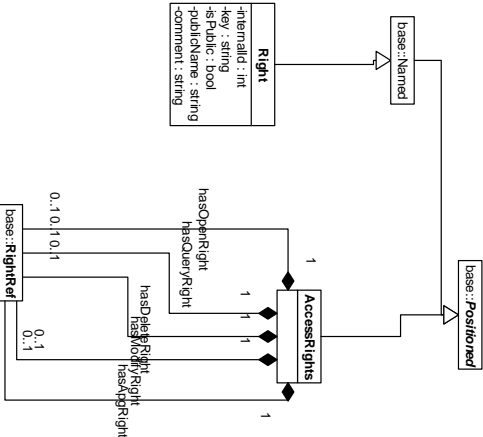 base::Positioned
base::Named
Right
-internalId : int
-key : string
-isPublic : bool
-publicName : string
-comment : string
AccessRights
1
1
1
1
1
hasOpenRight
hasQueryRight
hasDeleteRight
hasModifyRight
hasApgRight
0..1
0..1
0..1
0..1
0..1
base::RightRef